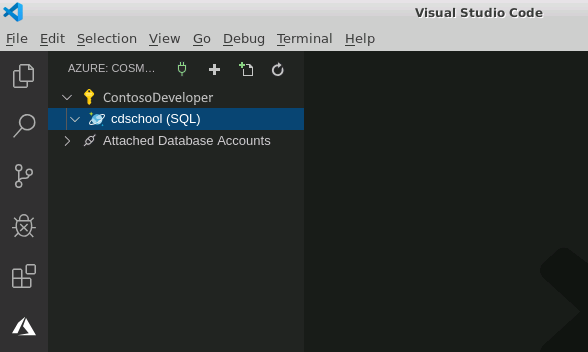 Visual Studio Code
File Edit Selection View Go Debug Terminal Help
AZURE: COSM...
ContosoDeveloper
cdschool (SQL)
Attached Database Accounts